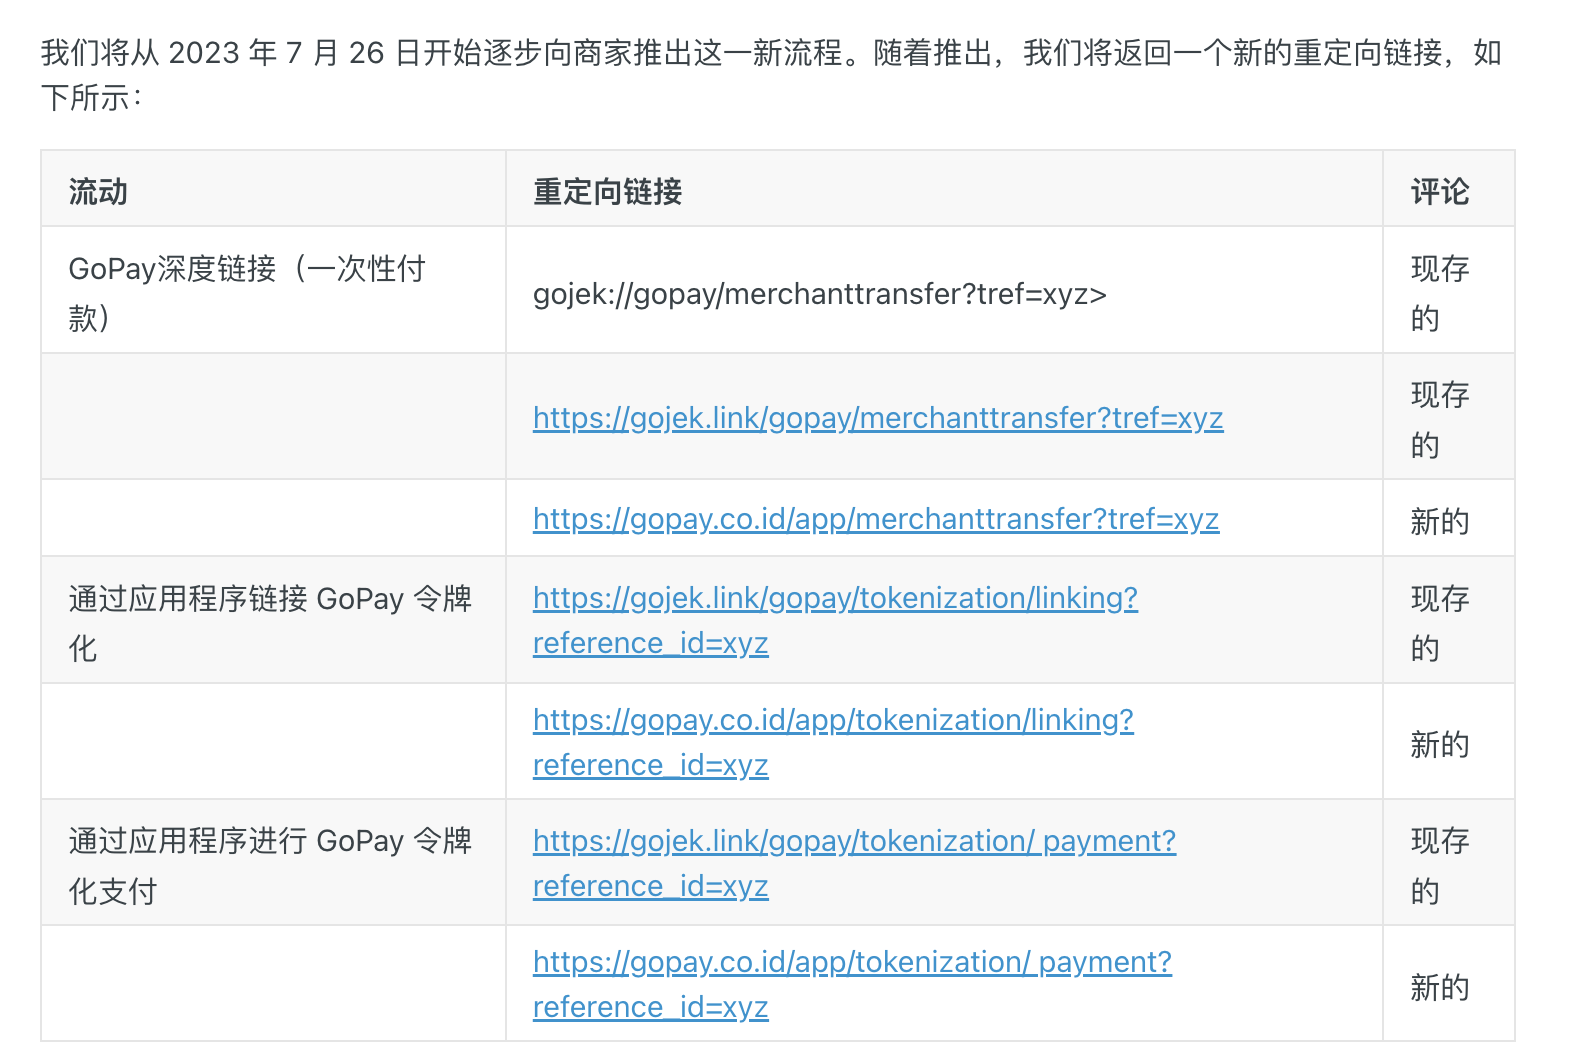 我们将从 2023 年 7 月 26 日开始逐步向商家推出这一新流程。随着推出，我们将返回一个新的重定向链接，如
下所示：
流动
重定向链接
评论
GoPay深度链接（一次性付
款）
gojek://gopay/merchanttransfer?tref=xyz>
现存
的
https://gojek.link/gopay/merchanttransfer?tref=xyz
现存
的
https://gopay.co.id/app/merchanttransfer?tref=xyz
新的
通过应用程序链接 GoPay 令牌
化
https://gojek.link/gopay/tokenization/linking?
reference_id=xyz
现存
的
https://gopay.co.id/app/tokenization/linking?
reference_id=xyz
新的
通过应用程序进行 GoPay 令牌
化支付
https://gojek.link/gopay/tokenization/ payment?
reference_id=xyz
现存
的
https://gopay.co.id/app/tokenization/ payment?
reference_id=xyz
新的